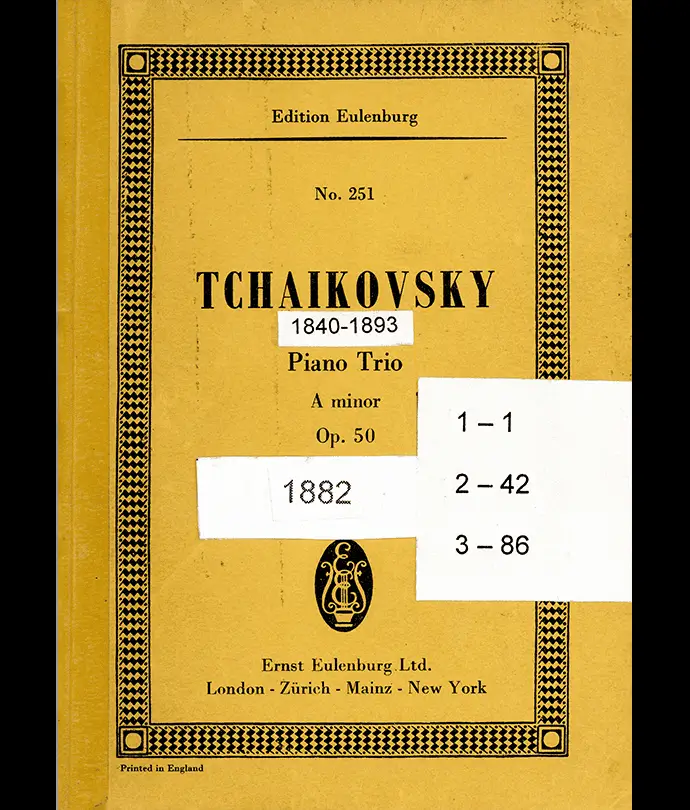 Edition Eulenburg
No. 251
TCHAIKOVSKY
1840-1893
Piano Trio
A minor
Op. 50
1882
1 – 1
2 – 42
3 – 86
Ernst Eulenburg Ltd.
London - Zürich - Mainz - New York
Printed in England